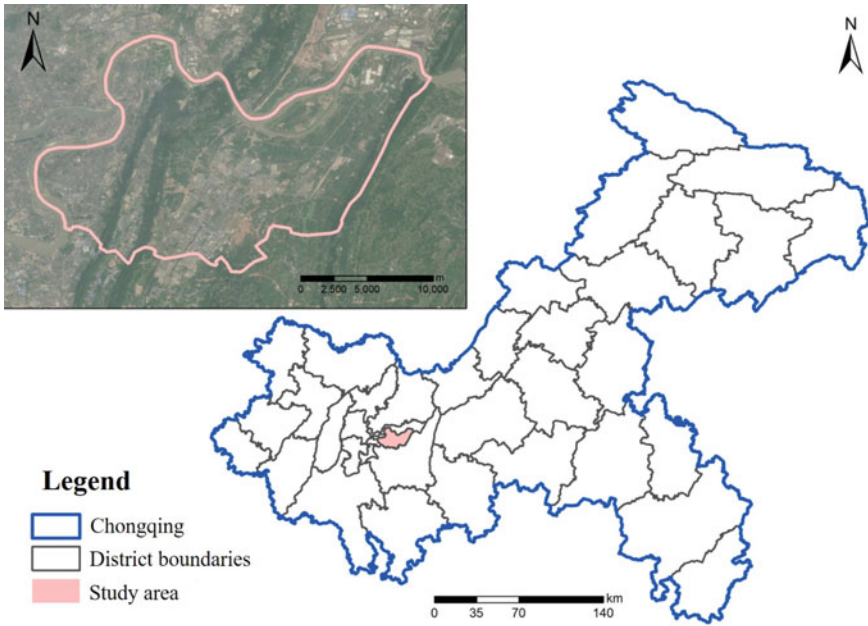 N
m
0 2,500 5,000 10,000
N
Legend
Chongqing
District boundaries
Study area
km
0 35 70 140